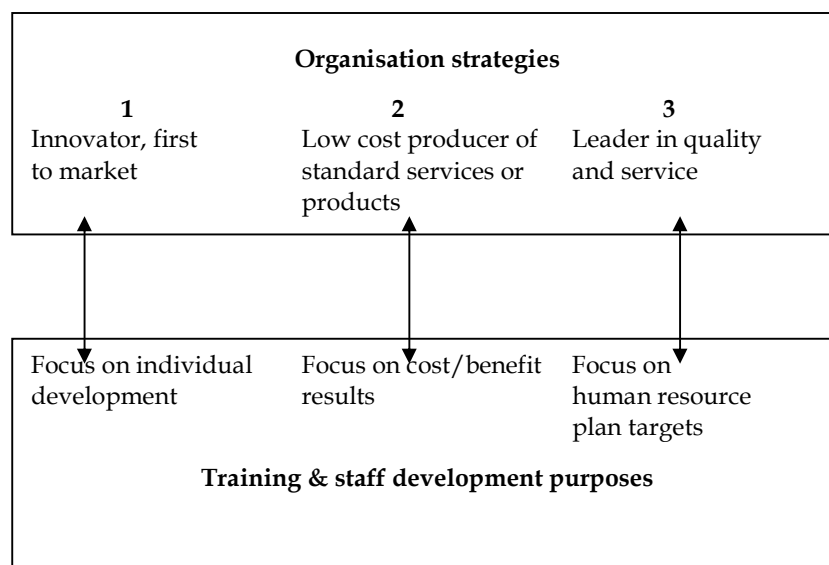 Organisation strategies
1
Innovator, first
to market
2
Low cost producer of
standard services or
products
3
Leader in quality
and service
Focus on individual
development
Focus on cost/benefit
results
Focus on
human resource
plan targets
Training & staff development purposes